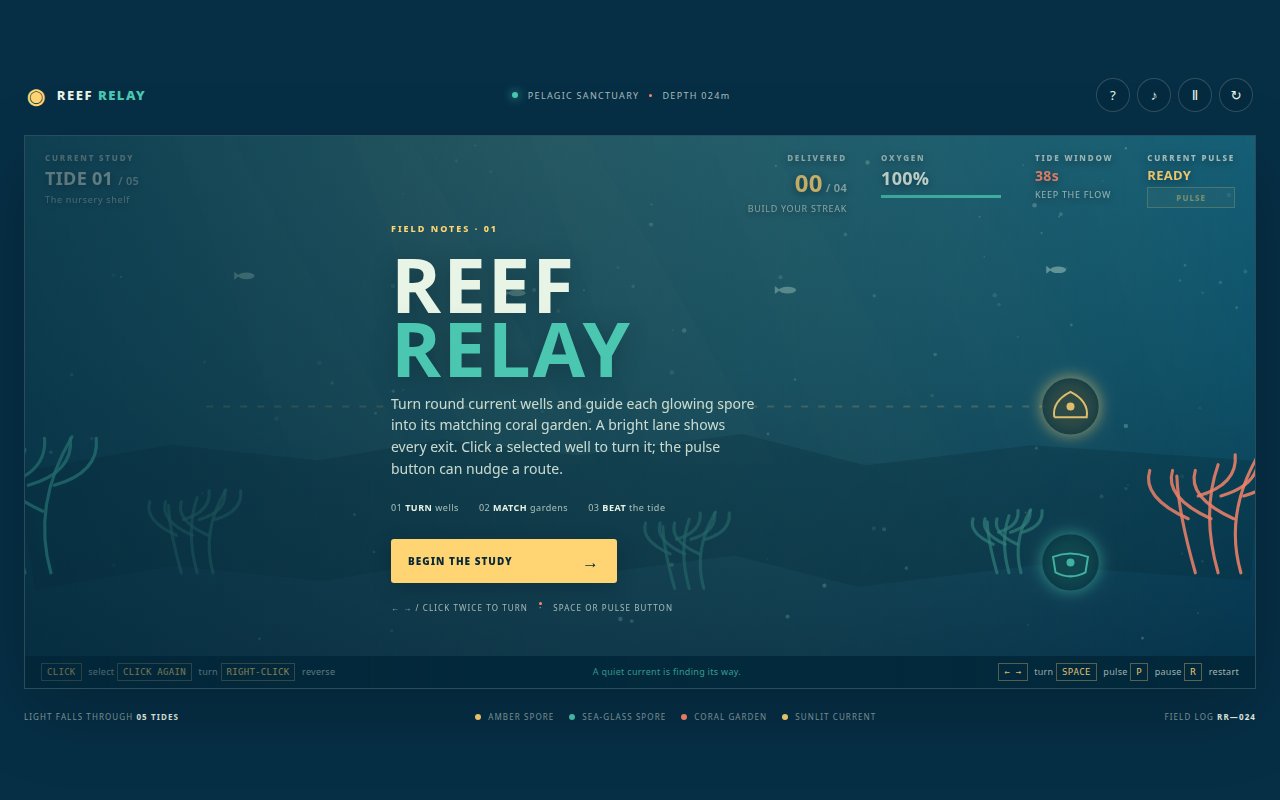 REEF RELAY
PELAGIC SANCTUARY • DEPTH 024m
? ♪ Ⅱ ↻
CURRENT STUDY
TIDE 01 / 05
The nursery shelf
DELIVERED
00 / 04
BUILD YOUR STREAK
OXYGEN
100%
TIDE WINDOW
38s
KEEP THE FLOW
CURRENT PULSE
READY
PULSE
FIELD NOTES · 01
REEF
RELAY
Turn round current wells and guide each glowing spore
into its matching coral garden. A bright lane shows
every exit. Click a selected well to turn it; the pulse
button can nudge a route.
01 TURN wells 02 MATCH gardens 03 BEAT the tide
BEGIN THE STUDY →
← → / CLICK TWICE TO TURN • SPACE OR PULSE BUTTON
CLICK select CLICK AGAIN turn RIGHT-CLICK reverse
A quiet current is finding its way.
← → turn SPACE pulse P pause R restart
LIGHT FALLS THROUGH 05 TIDES
AMBER SPORE SEA-GLASS SPORE CORAL GARDEN SUNLIT CURRENT
FIELD LOG RR—024